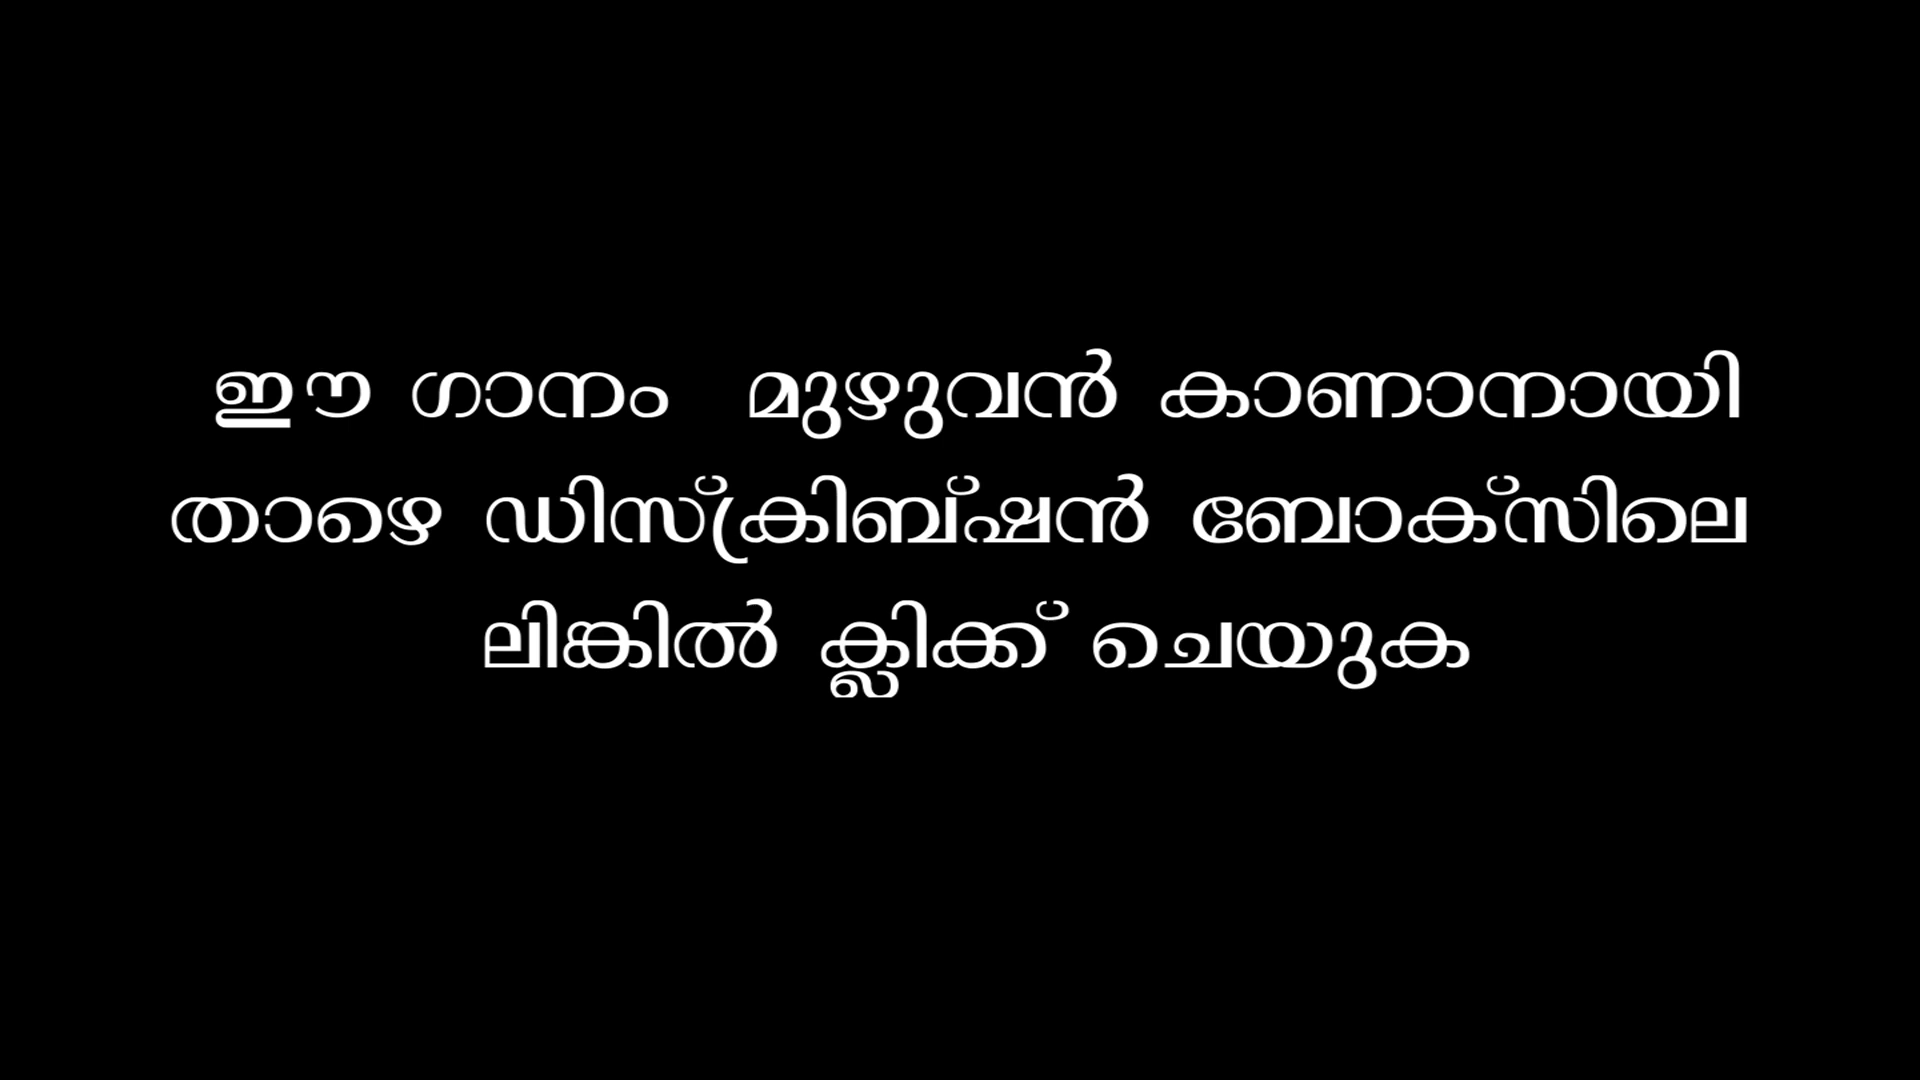 ഈ ഗാനം മുഴുവൻ കാണാനായി
താഴെ ഡിസ്ക്രിബ്ഷൻ ബോക്സിലെ
ലിങ്കിൽ ക്ലിക്ക് ചെയുക